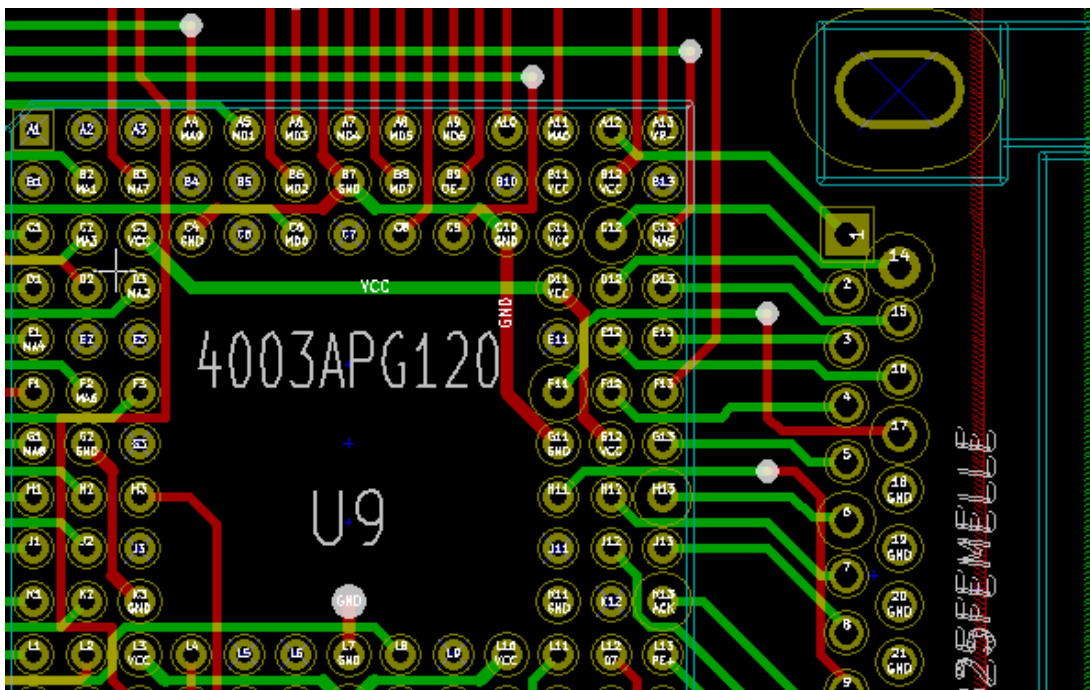 A1 A2 A3 A4 MA9 A5 MD1 A6 MD3 A7 MD4 A8 MD5 A9 MD6 A10 A11 MA0 A12 A13 VR-
B1 B2 MA1 B3 MA7 B4 B5 B6 MD2 B7 GND B8 MD7 B9 OE- B10 B11 VCC B12 VCC B13
C1 C2 MA3 C3 VCC C4 GND C6 MD0 C7 C8 C9 C10 GND C11 VCC C12 C13 MA5
1
14
D1 D2 D3 MA2 VCC D11 VCC D12 D13 2
GND
15
E1 MA4 E2 E3 E11 E12 E13 3
4003APG120
16
F1 F2 MA6 F3 F11 F12 F13 4
17
G1 MA8 G2 GND G3 G11 GND G12 VCC G13 5
18 GND
H1 H2 H3 H11 H12 H13 6
U9
19 GND
J1 J2 J3 J11 J12 J13 7
K1 K2 K3 GND GND K11 GND K12 K13 ACK
20 GND
8
L1 L2 L3 VCC L4 L5 L6 L7 GND L8 L9 L10 VCC L11 L12 D7 L13 PE+
21 GND
9
25FEMELLE